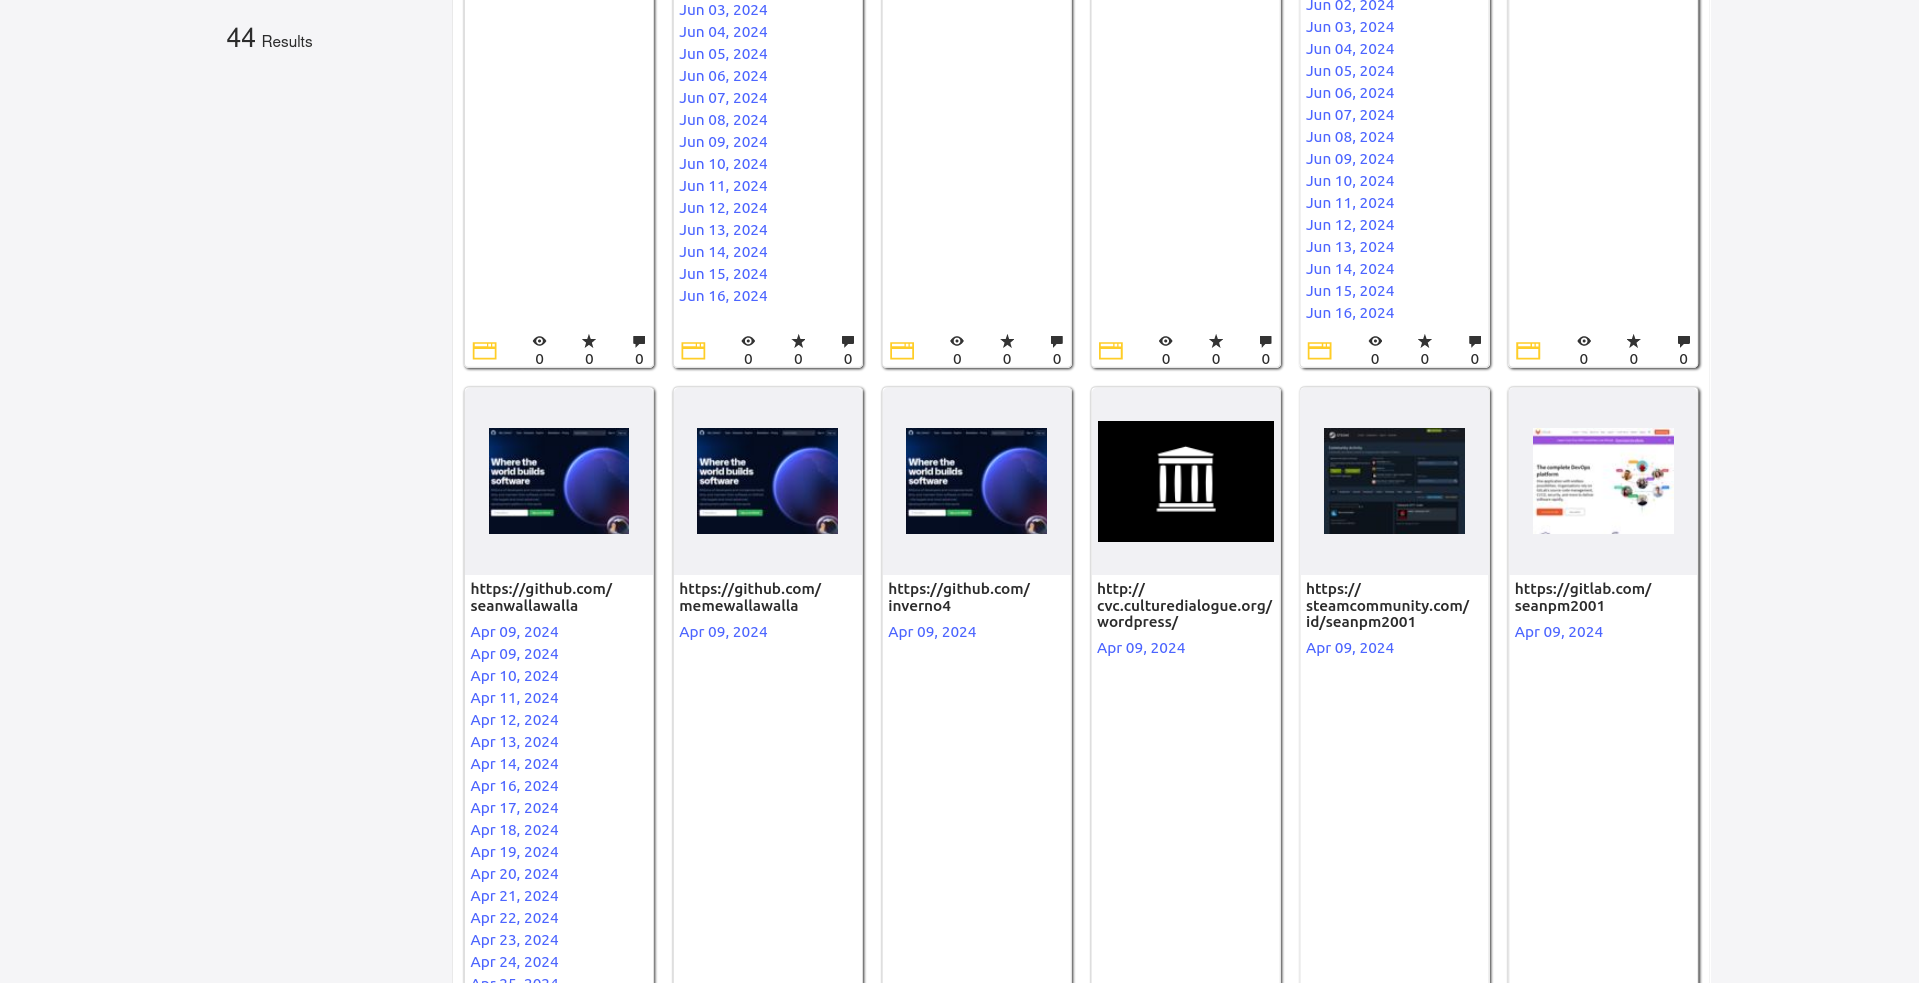 44 Results
Jun 03, 2024
Jun 04, 2024
Jun 05, 2024
Jun 06, 2024
Jun 07, 2024
Jun 08, 2024
Jun 09, 2024
Jun 10, 2024
Jun 11, 2024
Jun 12, 2024
Jun 13, 2024
Jun 14, 2024
Jun 15, 2024
Jun 16, 2024
Jun 02, 2024
Jun 03, 2024
Jun 04, 2024
Jun 05, 2024
Jun 06, 2024
Jun 07, 2024
Jun 08, 2024
Jun 09, 2024
Jun 10, 2024
Jun 11, 2024
Jun 12, 2024
Jun 13, 2024
Jun 14, 2024
Jun 15, 2024
Jun 16, 2024
0 0 0
0 0 0
0 0 0
0 0 0
0 0 0
0 0 0
Where the
world builds
software
https://github.com/
seanwallawalla
Apr 09, 2024
Apr 09, 2024
Apr 10, 2024
Apr 11, 2024
Apr 12, 2024
Apr 13, 2024
Apr 14, 2024
Apr 16, 2024
Apr 17, 2024
Apr 18, 2024
Apr 19, 2024
Apr 20, 2024
Apr 21, 2024
Apr 22, 2024
Apr 23, 2024
Apr 24, 2024
Apr 25, 2024
Where the
world builds
software
https://github.com/
memewallawalla
Apr 09, 2024
Where the
world builds
software
https://github.com/
inverno4
Apr 09, 2024
http://
cvc.culturedialogue.org/
wordpress/
Apr 09, 2024
https://
steamcommunity.com/
id/seanpm2001
Apr 09, 2024
The complete DevOps
platform
https://gitlab.com/
seanpm2001
Apr 09, 2024